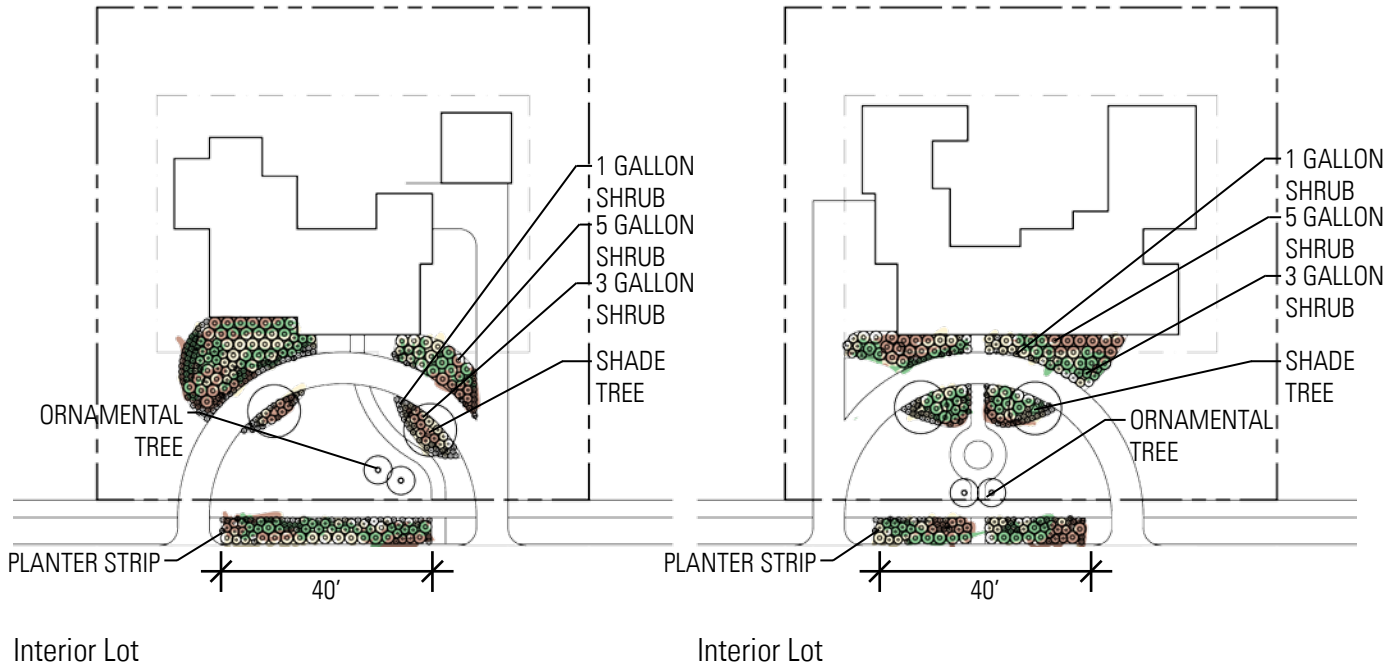 1 GALLON
SHRUB
5 GALLON
SHRUB
3 GALLON
SHRUB
SHADE
TREE
ORNAMENTAL
TREE
PLANTER STRIP
40'
Interior Lot
1 GALLON
SHRUB
5 GALLON
SHRUB
3 GALLON
SHRUB
SHADE
TREE
ORNAMENTAL
TREE
PLANTER STRIP
40'
Interior Lot